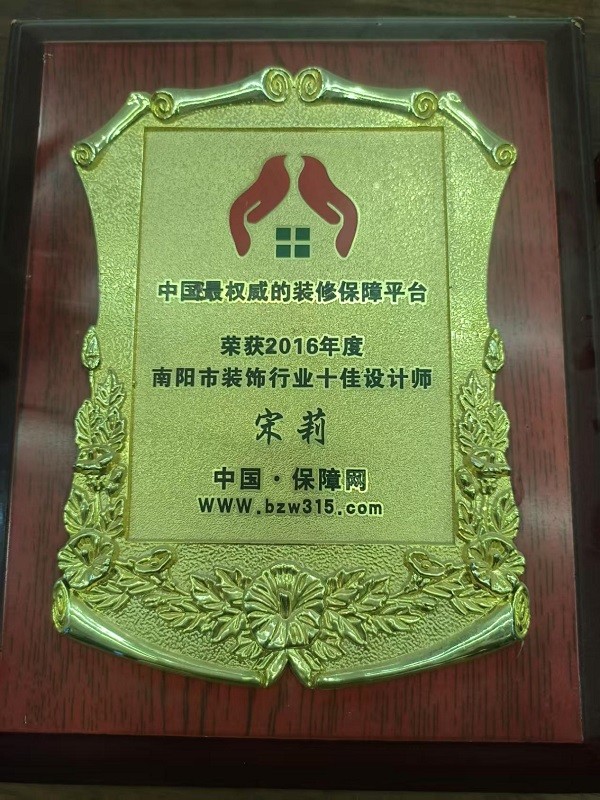 中国最权威的装修保障平台
荣获2016年度
南阳市装饰行业十佳设计师
宋莉
中国·保障网
WWW.bzw315.com